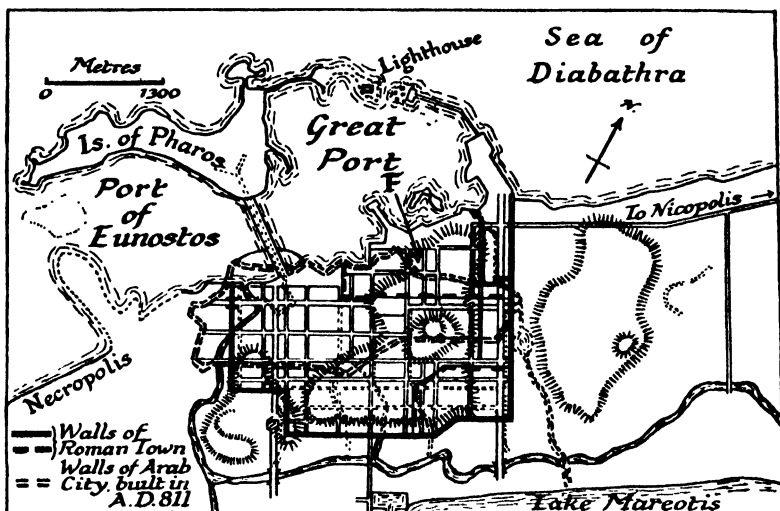 Sea of
Diabathra
Lighthouse
Metres
0 1300
N
Great
Port
F
Is. of Pharos
Port
of
Eunostos
To Nicopolis
Necropolis
Walls of
Roman Town
Walls of Arab
City, built in
A.D. 811
Lake Mareotis